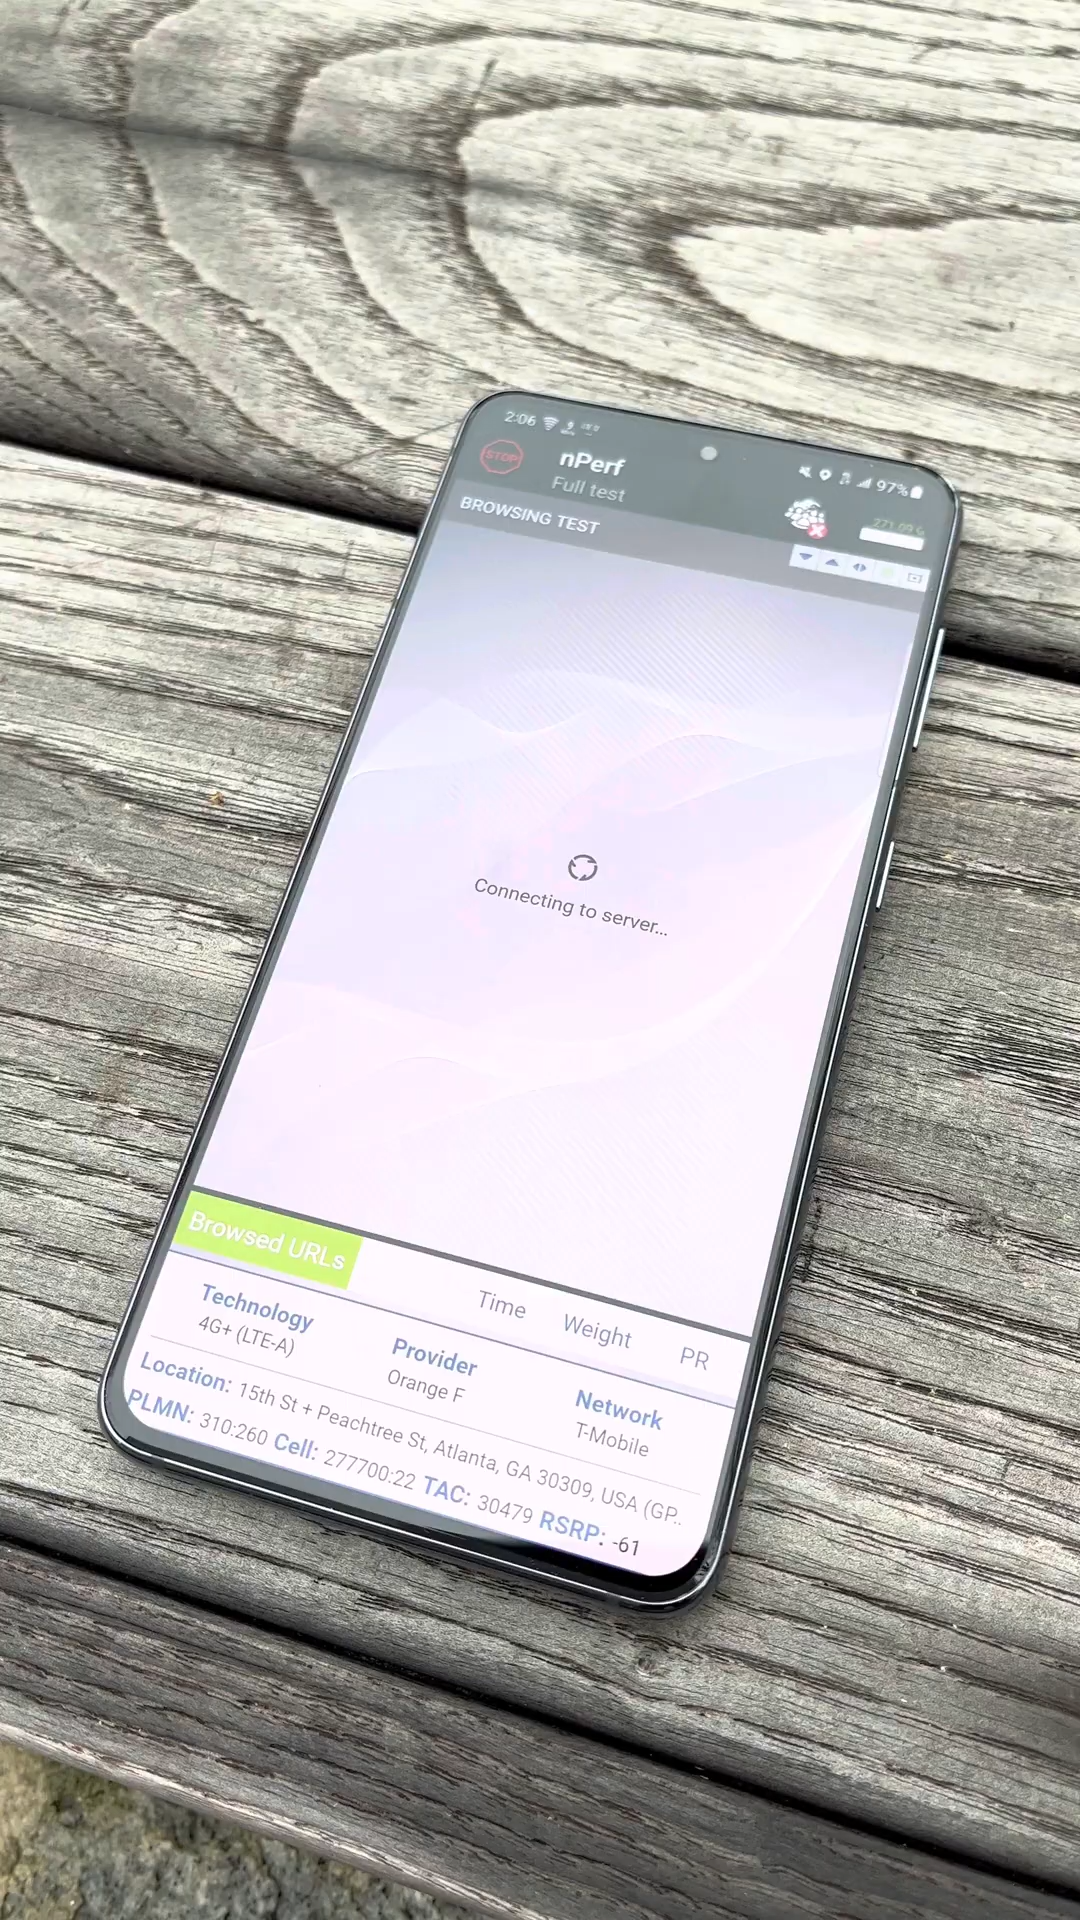 2:06
97%
STOP
nPerf
Full test
BROWSING TEST
Connecting to server...
Browsed URLs
Time Weight PR
Technology Provider Network
4G+ (LTE-A) Orange F T-Mobile
Location: 15th St + Peachtree St, Atlanta, GA 30309, USA (GP..
PLMN: 310:260 Cell: 277700:22 TAC: 30479 RSRP: -61